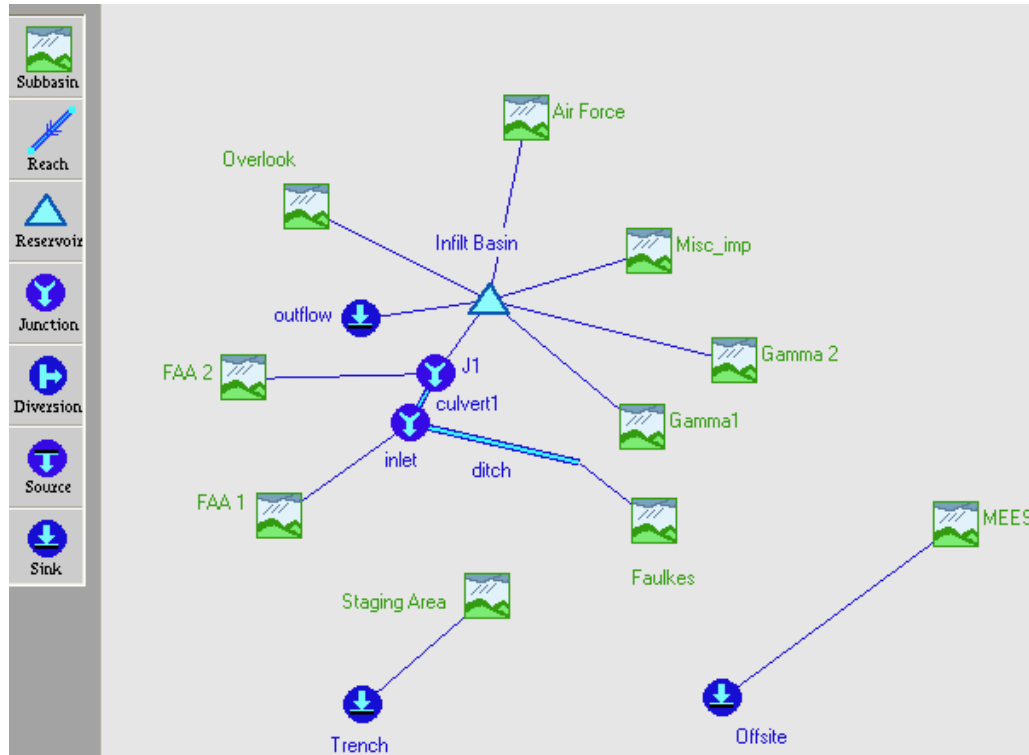 Subbasin
Reach
Reservoir
Junction
Diversion
Source
Sink
Air Force
Overlook
Infilt Basin
Misc_imp
outflow
Gamma 2
FAA 2
J1
culvert1
Gamma1
inlet
ditch
FAA 1
MEES
Faulkes
Staging Area
Trench
Offsite